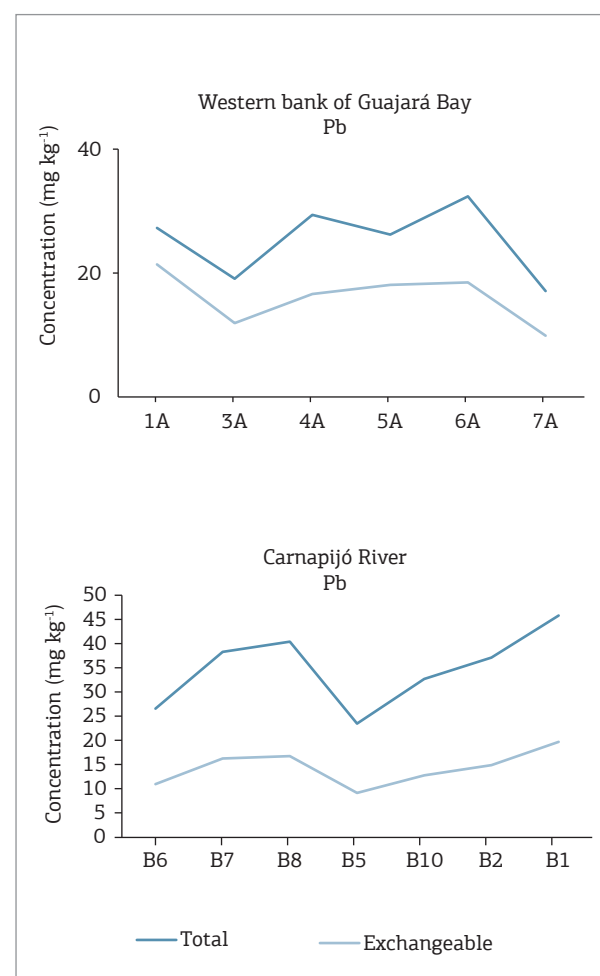 Western bank of Guajará Bay
Pb
Concentration (mg kg⁻¹)
40
20
0
1A 3A 4A 5A 6A 7A
Carnapijó River
Pb
Concentration (mg kg⁻¹)
50
45
40
35
30
25
20
15
10
5
0
B6 B7 B8 B5 B10 B2 B1
Total Exchangeable